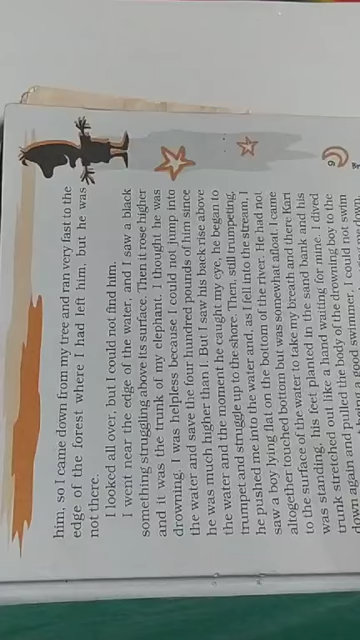 him, so I came down from my tree and ran very fast to the
edge of the forest where I had left him, but he was
not there.
I looked all over, but I could not find him.
I went near the edge of the water, and I saw a black
something struggling above its surface. Then it rose higher
and it was the trunk of my elephant. I thought he was
drowning. I was helpless because I could not jump into
the water and save the four hundred pounds of him since
he was much higher than I. But I saw his back rise above
the water and the moment he caught my eye, he began to
trumpet and struggle up to the shore. Then, still trumpeting,
he pushed me into the water and, as I fell into the stream, I
saw a boy lying flat on the bottom of the river. He had not
altogether touched bottom but was somewhat afloat. I came
to the surface of the water to take my breath and there Kari
was standing, his feet planted in the sand bank and his
trunk stretched out like a hand waiting for mine. I dived
down again and pulled the body of the drowning boy to the
a good swimmer, I could not swim
9